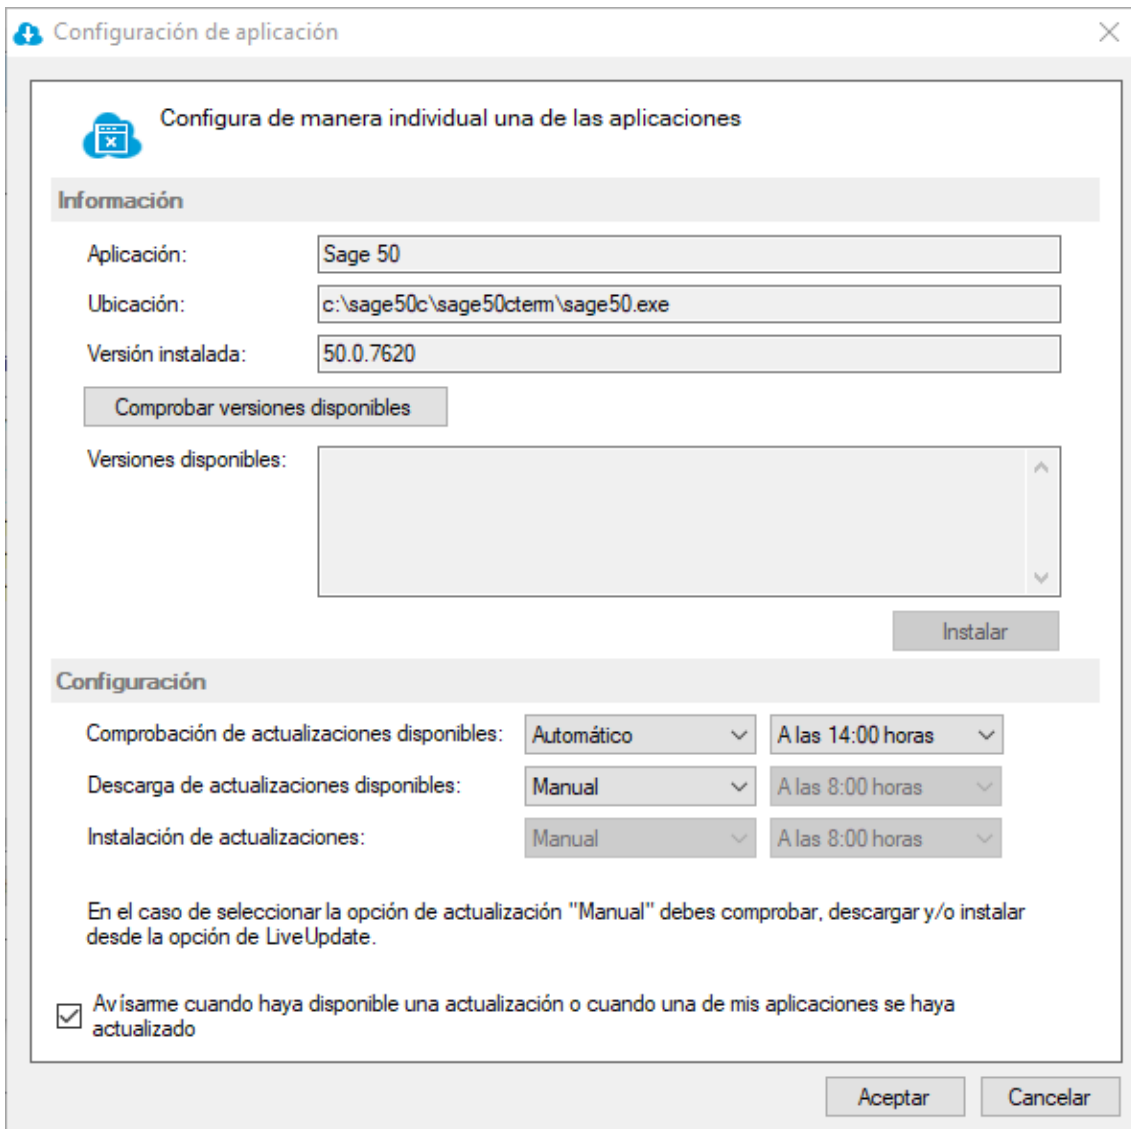 Configuración de aplicación
Configura de manera individual una de las aplicaciones
Información
Aplicación: Sage 50
Ubicación: c:\sage50c\sage50cterm\sage50.exe
Versión instalada: 50.0.7620
Comprobar versiones disponibles
Versiones disponibles:
Instalar
Configuración
Comprobación de actualizaciones disponibles: Automático A las 14:00 horas
Descarga de actualizaciones disponibles: Manual A las 8:00 horas
Instalación de actualizaciones: Manual A las 8:00 horas
En el caso de seleccionar la opción de actualización "Manual" debes comprobar, descargar y/o instalar
desde la opción de LiveUpdate.
Avísarme cuando haya disponible una actualización o cuando una de mis aplicaciones se haya
actualizado
Aceptar Cancelar